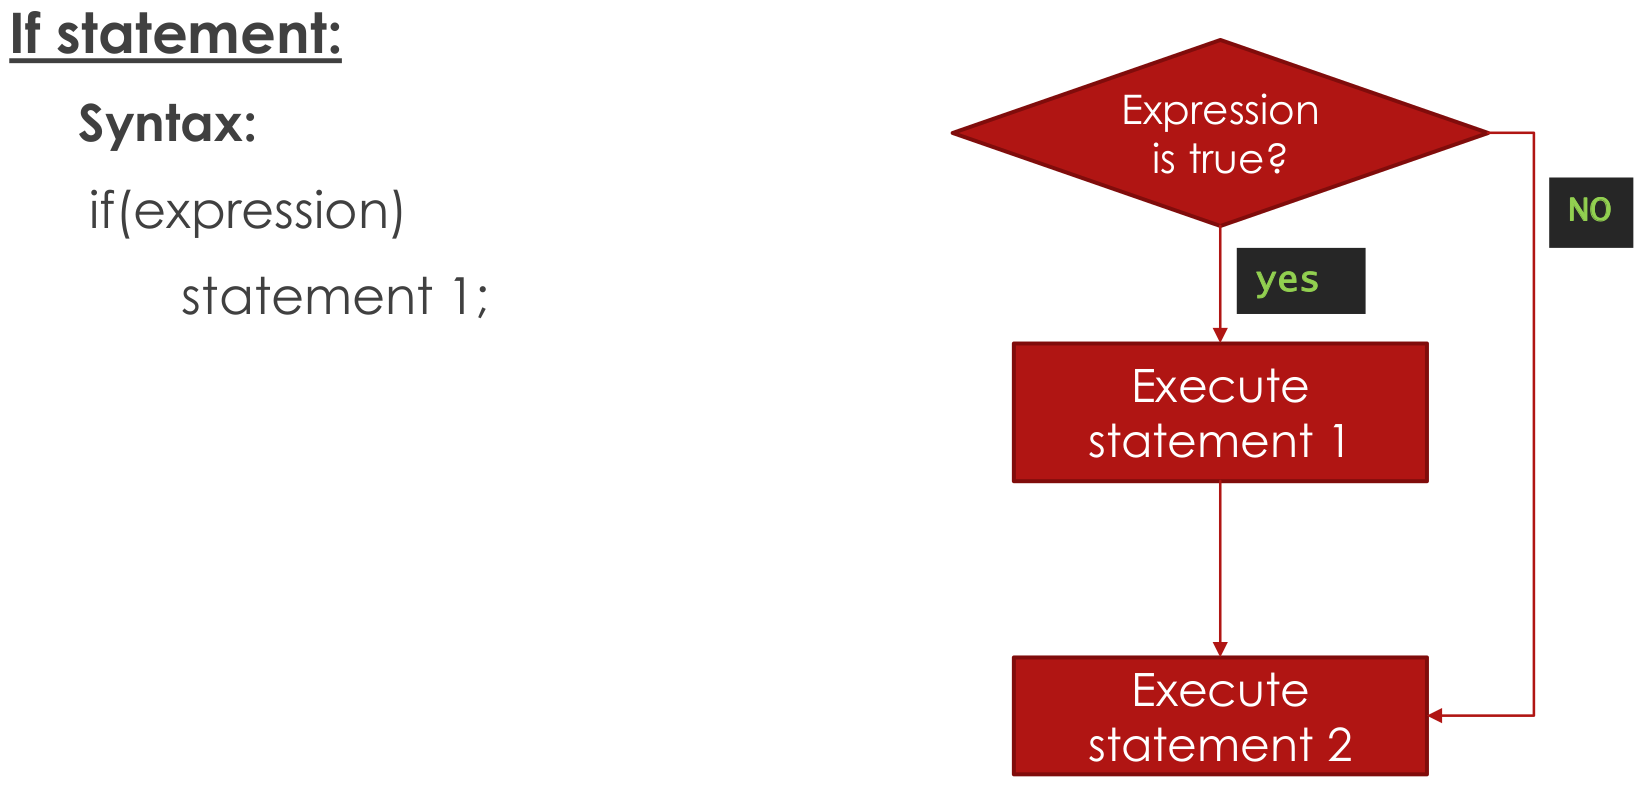 If statement:
Syntax:
if(expression)
statement 1;
Expression
is true?
NO
yes
Execute
statement 1
Execute
statement 2